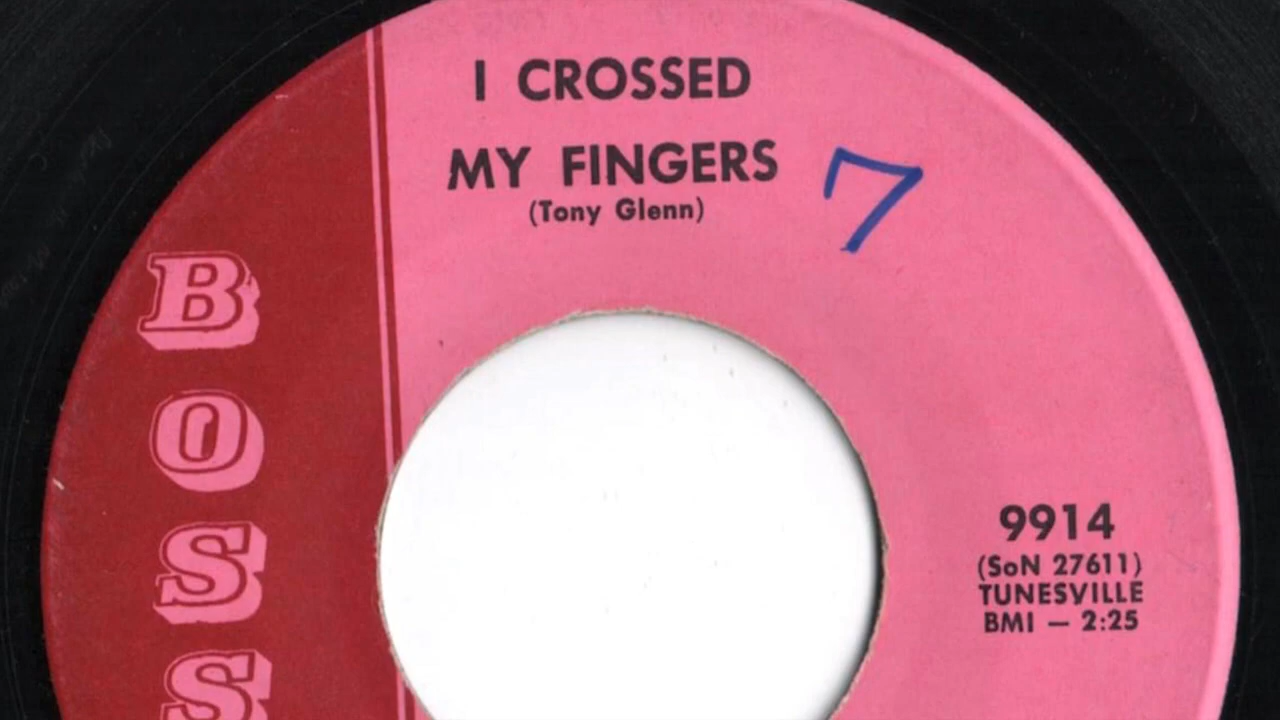 I CROSSED
MY FINGERS
(Tony Glenn)
7
BOSS
9914
(SoN 27611)
TUNESVILLE
BMI — 2:25